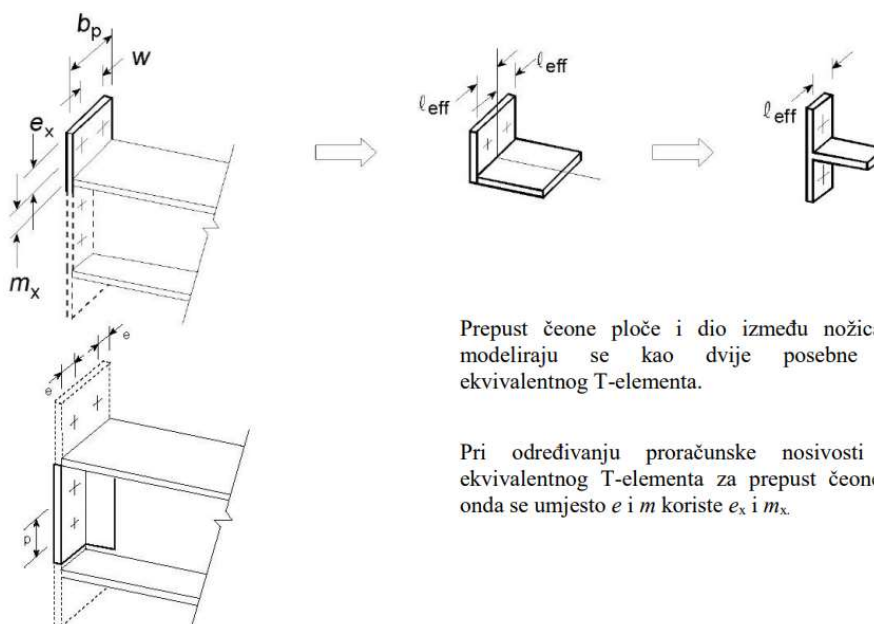 b_p
w
e_x
m_x
ℓ_eff
ℓ_eff
ℓ_eff
e
e
p
Prepust čeone ploče i dio između nožica
modeliraju se kao dvije posebne
ekvivalentnog T-elementa.
Pri određivanju proračunske nosivosti
ekvivalentnog T-elementa za prepust čeone
onda se umjesto e i m koriste e_x i m_x.